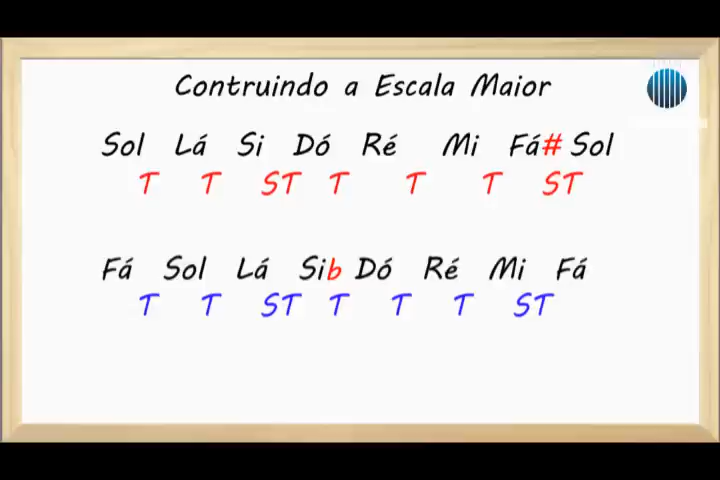 Contruindo a Escala Maior
Sol Lá Si Dó Ré Mi Fá# Sol
T T ST T T T ST
Fá Sol Lá Sib Dó Ré Mi Fá
T T ST T T T ST